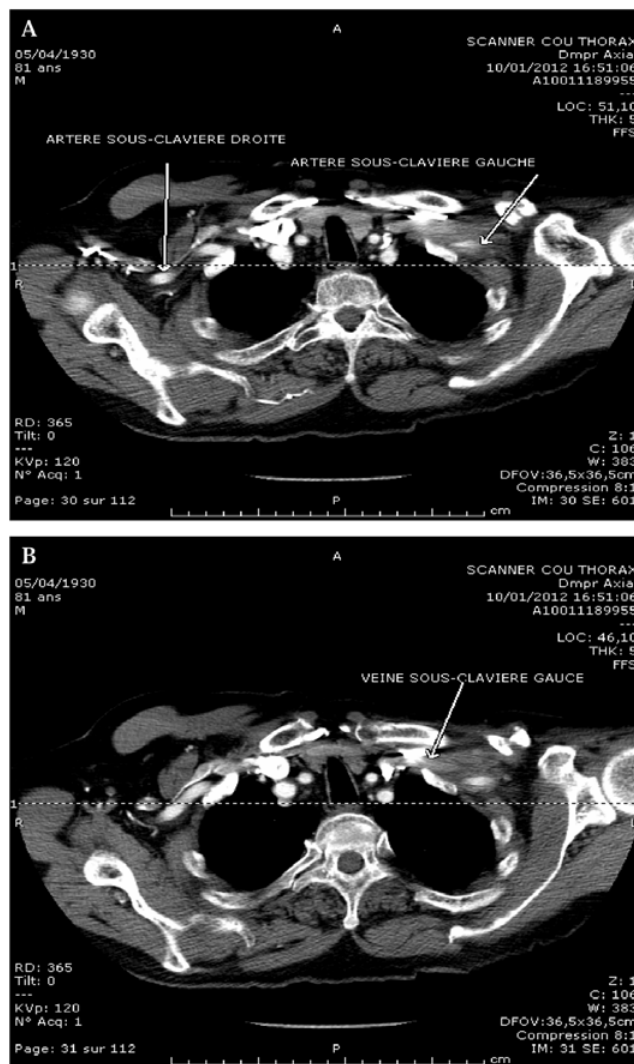 A
A
05/04/1930
81 ans
M
SCANNER COU THORAX
Dmpr Axia
10/01/2012 16:51:06
A10011189955
---
LOC: 51,10
THK: 5
FFS
ARTERE SOUS-CLAVIERE DROITE
ARTERE SOUS-CLAVIERE GAUCHE
1
R
L
RD: 365
Tilt: 0
---
KVp: 120
N° Acq: 1
Page: 30 sur 112
P
cm
Z: 1
C: 106
W: 383
DFOV:36,5x36,5cm
Compression 8:1
IM: 30 SE: 601
B
A
05/04/1930
81 ans
M
SCANNER COU THORAX
Dmpr Axia
10/01/2012 16:51:06
A10011189955
---
LOC: 46,10
THK: 5
FFS
VEINE SOUS-CLAVIERE GAUCE
1
R
L
RD: 365
Tilt: 0
---
KVp: 120
N° Acq: 1
Page: 31 sur 112
P
cm
Z: 1
C: 106
W: 383
DFOV:36,5x36,5cm
Compression 8:1
IM: 31 SE: 601